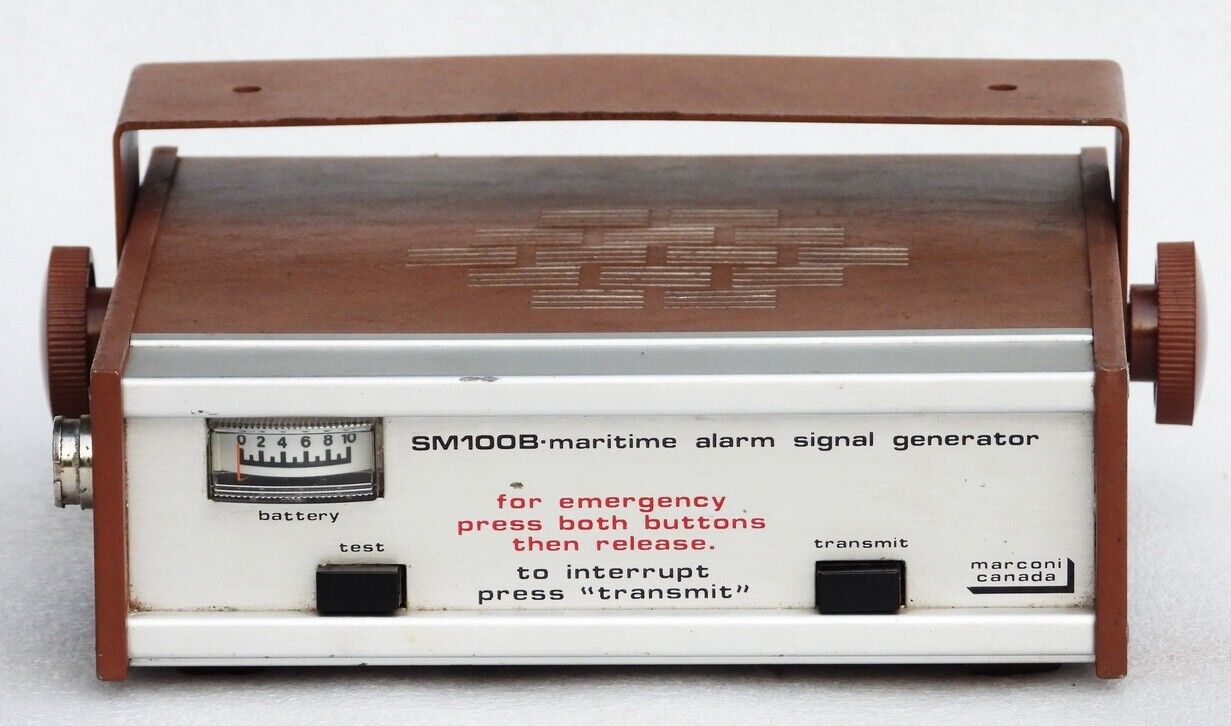 0 2 4 6 8 10
SM100B·maritime alarm signal generator
battery
for emergency
press both buttons
then release.
test
to interrupt
press "transmit"
transmit
marconi
canada